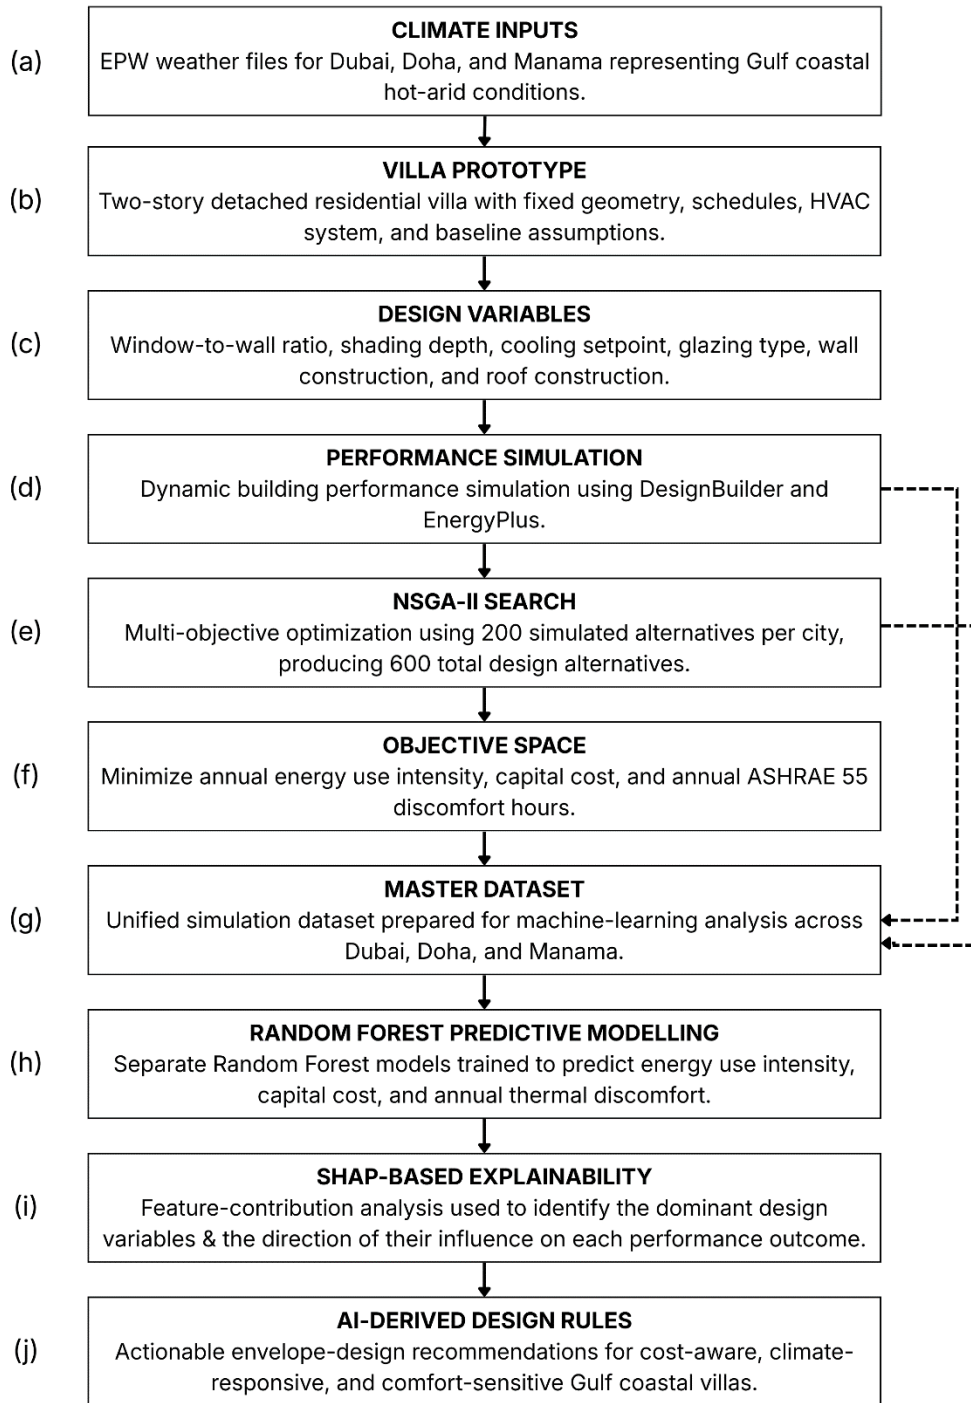 (a)
CLIMATE INPUTS
EPW weather files for Dubai, Doha, and Manama representing Gulf coastal
hot-arid conditions.
(b)
VILLA PROTOTYPE
Two-story detached residential villa with fixed geometry, schedules, HVAC
system, and baseline assumptions.
(c)
DESIGN VARIABLES
Window-to-wall ratio, shading depth, cooling setpoint, glazing type, wall
construction, and roof construction.
(d)
PERFORMANCE SIMULATION
Dynamic building performance simulation using DesignBuilder and
EnergyPlus.
(e)
NSGA-II SEARCH
Multi-objective optimization using 200 simulated alternatives per city,
producing 600 total design alternatives.
(f)
OBJECTIVE SPACE
Minimize annual energy use intensity, capital cost, and annual ASHRAE 55
discomfort hours.
(g)
MASTER DATASET
Unified simulation dataset prepared for machine-learning analysis across
Dubai, Doha, and Manama.
(h)
RANDOM FOREST PREDICTIVE MODELLING
Separate Random Forest models trained to predict energy use intensity,
capital cost, and annual thermal discomfort.
(i)
SHAP-BASED EXPLAINABILITY
Feature-contribution analysis used to identify the dominant design
variables & the direction of their influence on each performance outcome.
(j)
AI-DERIVED DESIGN RULES
Actionable envelope-design recommendations for cost-aware, climate-
responsive, and comfort-sensitive Gulf coastal villas.